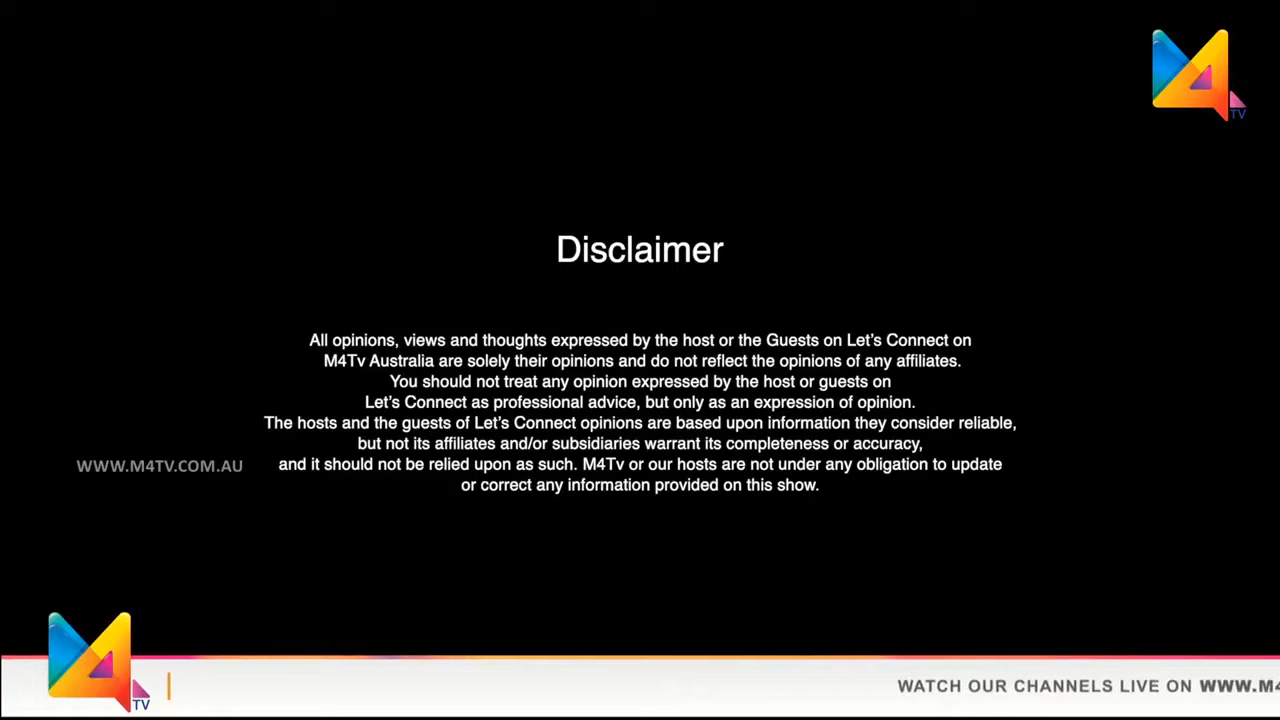 Disclaimer
All opinions, views and thoughts expressed by the host or the Guests on Let's Connect on
M4Tv Australia are solely their opinions and do not reflect the opinions of any affiliates.
You should not treat any opinion expressed by the host or guests on
Let's Connect as professional advice, but only as an expression of opinion.
The hosts and the guests of Let's Connect opinions are based upon information they consider reliable,
but not its affiliates and/or subsidiaries warrant its completeness or accuracy,
and it should not be relied upon as such. M4Tv or our hosts are not under any obligation to update
or correct any information provided on this show.
WWW.M4TV.COM.AU
M4 TV
M4 TV
WATCH OUR CHANNELS LIVE ON WWW.M4